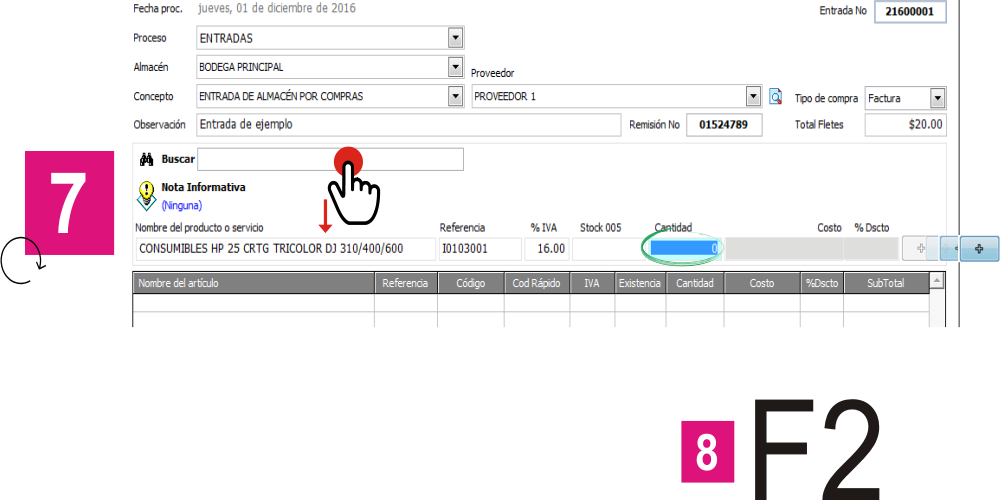 Fecha proc. jueves, 01 de diciembre de 2016 Entrada No 21600001
Proceso ENTRADAS
Almacén BODEGA PRINCIPAL Proveedor
Concepto ENTRADA DE ALMACÉN POR COMPRAS PROVEEDOR 1 Tipo de compra Factura
Observación Entrada de ejemplo Remisión No 01524789 Total Fletes $20.00
7 Buscar
Nota Informativa
(Ninguna)
Nombre del producto o servicio Referencia % IVA Stock 005 Cantidad Costo % Dscto
CONSUMIBLES HP 25 CRTG TRICOLOR DJ 310/400/600 I0103001 16.00 0
Nombre del artículo Referencia Código Cod Rápido IVA Existencia Cantidad Costo %Dscto SubTotal
8 F2